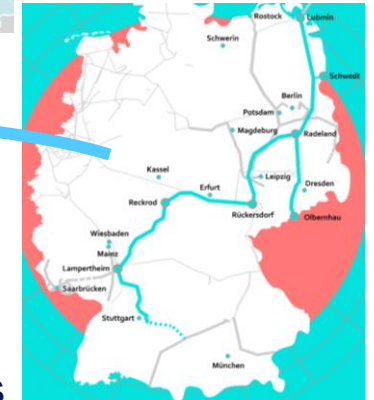 Rostock
Lubmin
Schwerin
Schwedt
Berlin
Potsdam
Magdeburg
Radeland
Kassel
Leipzig
Erfurt
Dresden
Reckrod
Rückersdorf
Olbernhau
Wiesbaden
Mainz
Lampertheim
Saarbrücken
Stuttgart
München
s